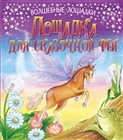 ВОЛШЕБНЫЕ ЛОШАДКИ
Лошадка
для сказочной феи